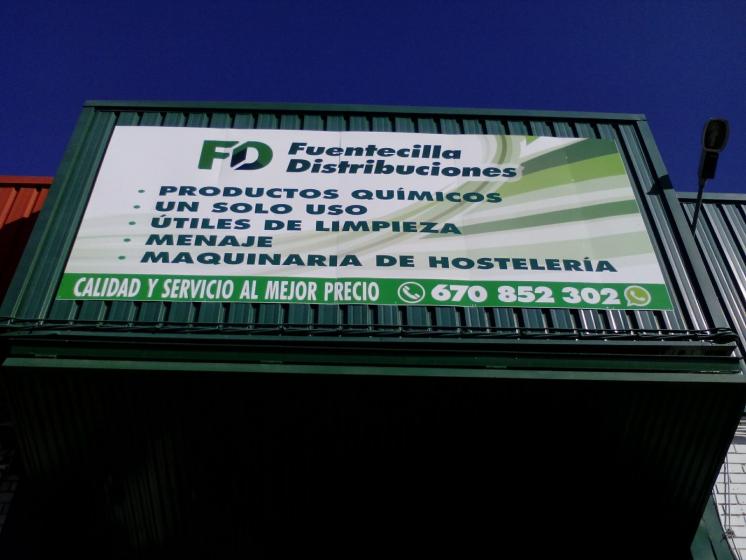 FD Fuentecilla
Distribuciones
• PRODUCTOS QUÍMICOS
• UN SOLO USO
• ÚTILES DE LIMPIEZA
• MENAJE
• MAQUINARIA DE HOSTELERÍA
CALIDAD Y SERVICIO AL MEJOR PRECIO 670 852 302